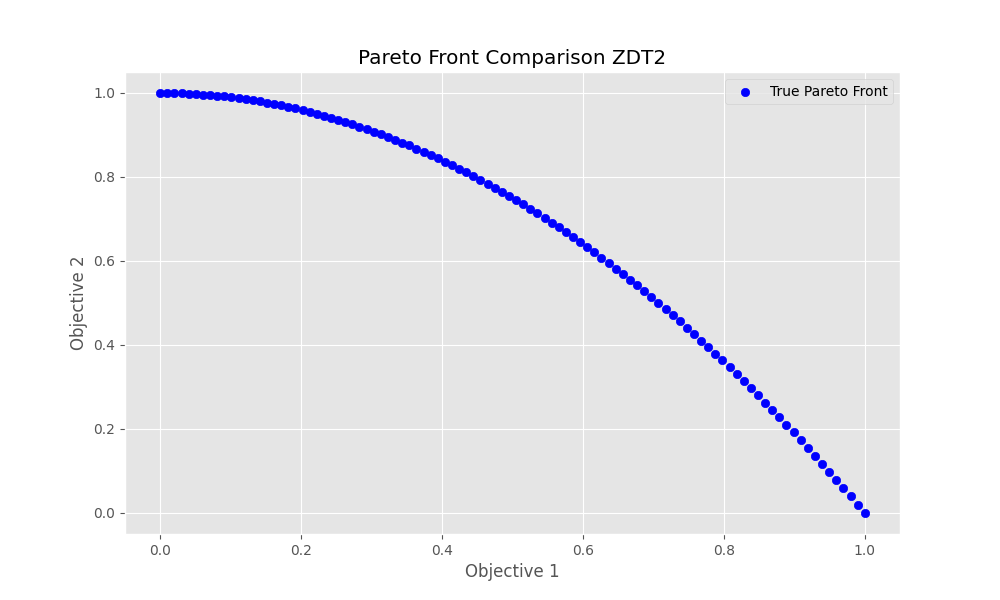 Pareto Front Comparison ZDT2
True Pareto Front
Objective 2
1.0
0.8
0.6
0.4
0.2
0.0
0.0 0.2 0.4 0.6 0.8 1.0
Objective 1